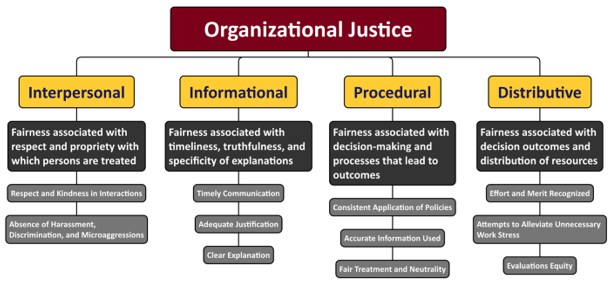 Organizational Justice
Interpersonal
Fairness associated with
respect and propriety with
which persons are treated
Respect and Kindness in Interactions
Absence of Harassment,
Discrimination, and Microaggressions
Informational
Fairness associated with
timeliness, truthfulness, and
specificity of explanations
Timely Communication
Adequate Justification
Clear Explanation
Procedural
Fairness associated with
decision-making and
processes that lead to
outcomes
Consistent Application of Policies
Accurate Information Used
Fair Treatment and Neutrality
Distributive
Fairness associated with
decision outcomes and
distribution of resources
Effort and Merit Recognized
Attempts to Alleviate Unnecessary
Work Stress
Evaluations Equity